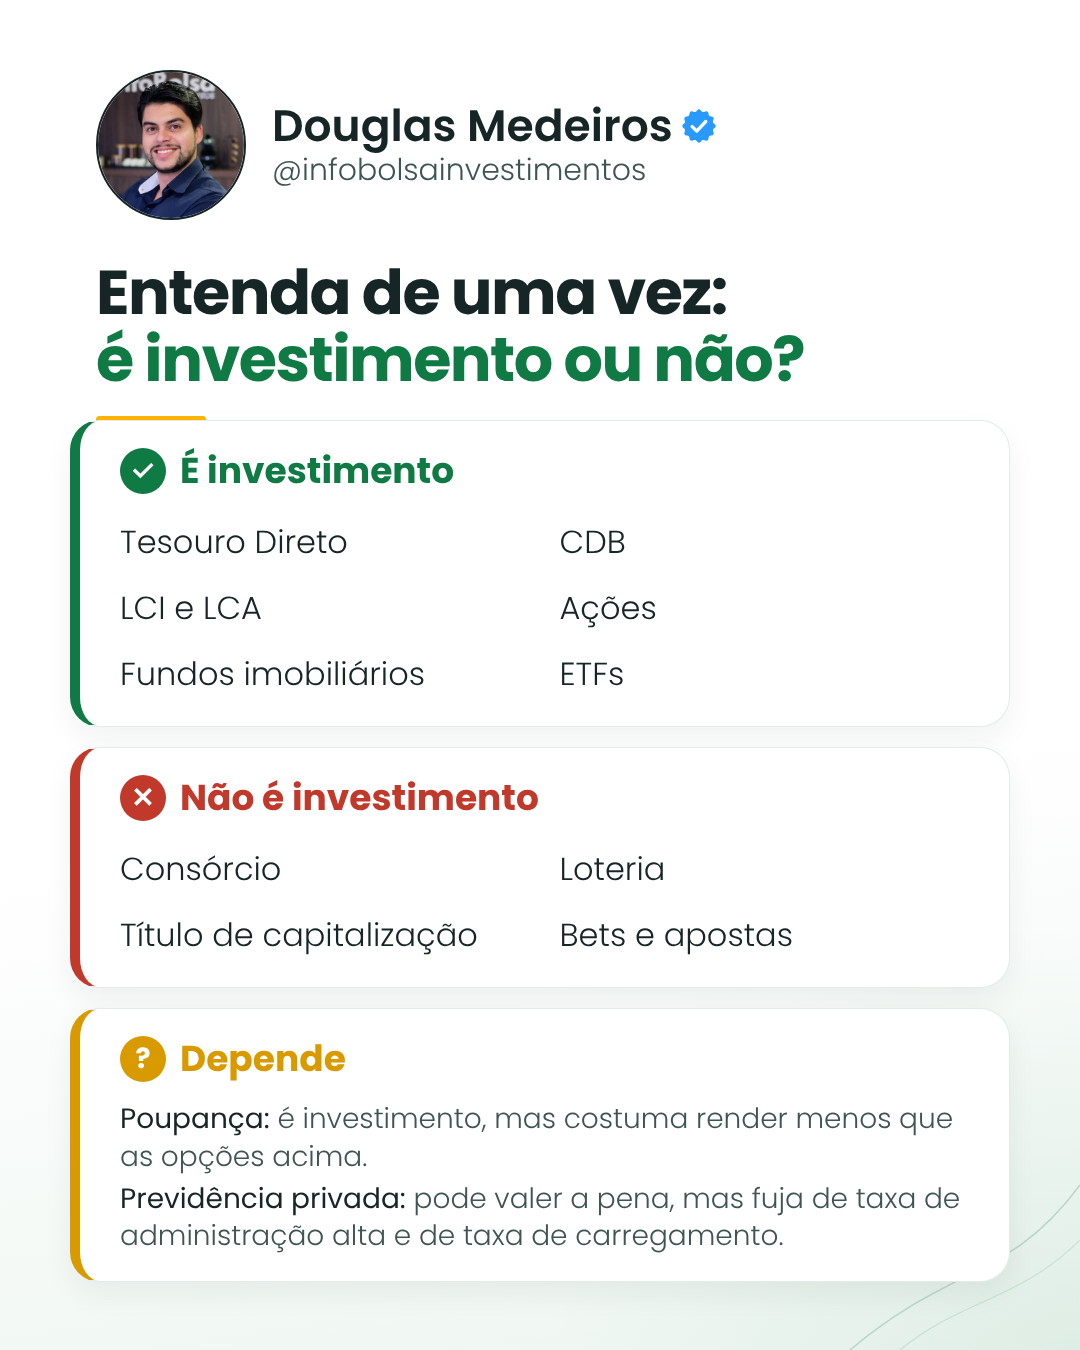 Douglas Medeiros
@infobolsainvestimentos
Entenda de uma vez:
é investimento ou não?
É investimento
Tesouro Direto
CDB
LCI e LCA
Ações
Fundos imobiliários
ETFs
Não é investimento
Consórcio
Loteria
Título de capitalização
Bets e apostas
?
Depende
Poupança: é investimento, mas costuma render menos que
as opções acima.
Previdência privada: pode valer a pena, mas fuja de taxa de
administração alta e de taxa de carregamento.